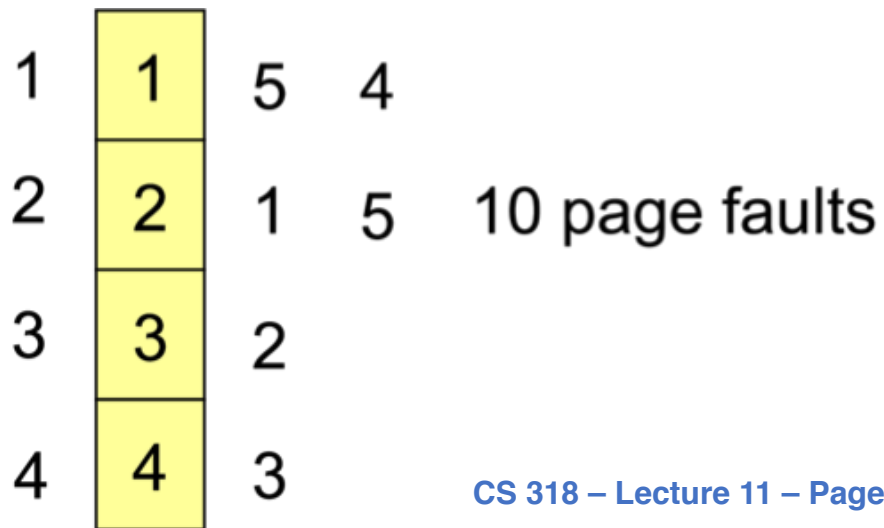 1 1 5 4
2 2 1 5 10 page faults
3 3 2
4 4 3
CS 318 – Lecture 11 – Page